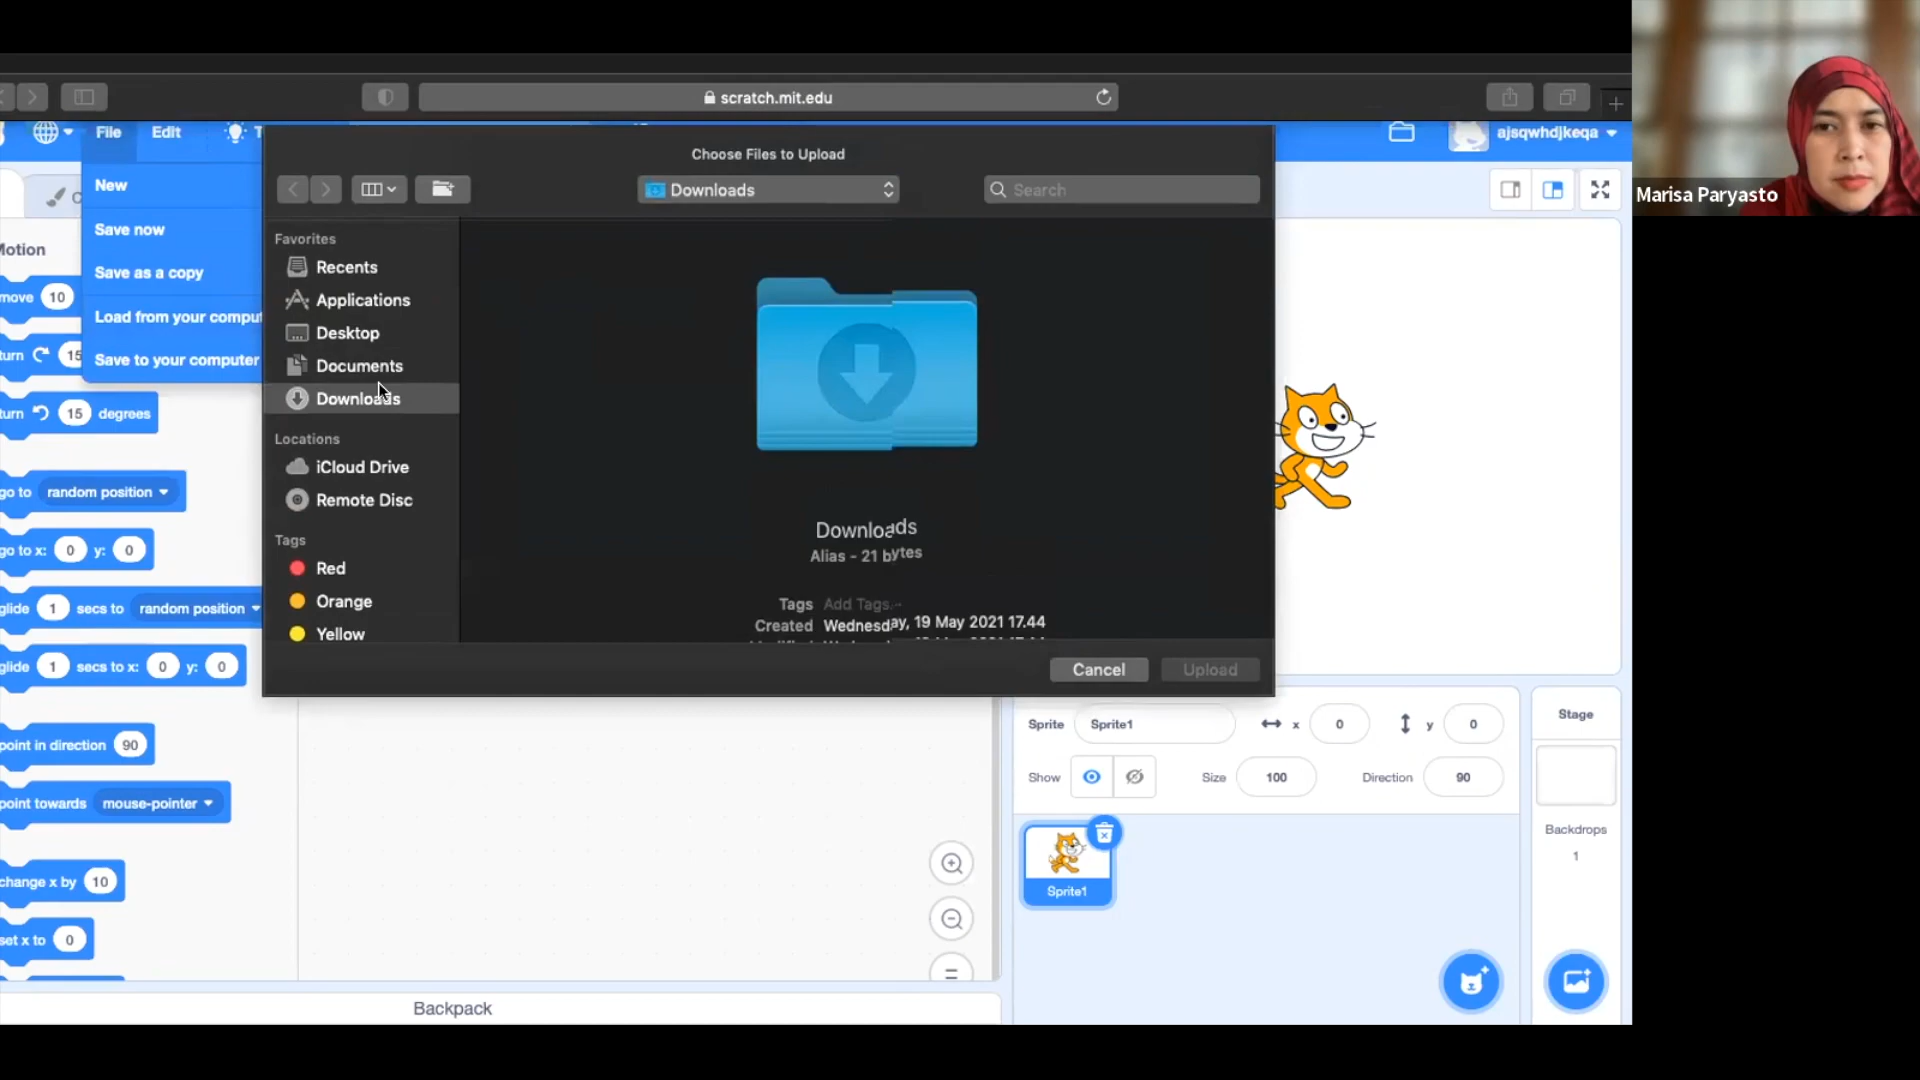 scratch.mit.edu
File
Edit
ajsqwhdjkeqa
New
Save now
Save as a copy
Load from your comput
Save to your computer
Choose Files to Upload
Downloads
Search
Favorites
Recents
Applications
Desktop
Documents
Downloads
Locations
iCloud Drive
Remote Disc
Tags
Red
Orange
Yellow
Downloads
Alias - 21 bytes
Tags Add Tags...
Created Wednesday, 19 May 2021 17.44
Cancel
Upload
Marisa Paryasto
Motion
move 10
turn 15
turn 15 degrees
go to random position
go to x: 0 y: 0
glide 1 secs to random position
glide 1 secs to x: 0 y: 0
point in direction 90
point towards mouse-pointer
change x by 10
set x to 0
Backpack
Sprite Sprite1 x 0 y 0
Show Size 100 Direction 90
Sprite1
Stage
Backdrops
1